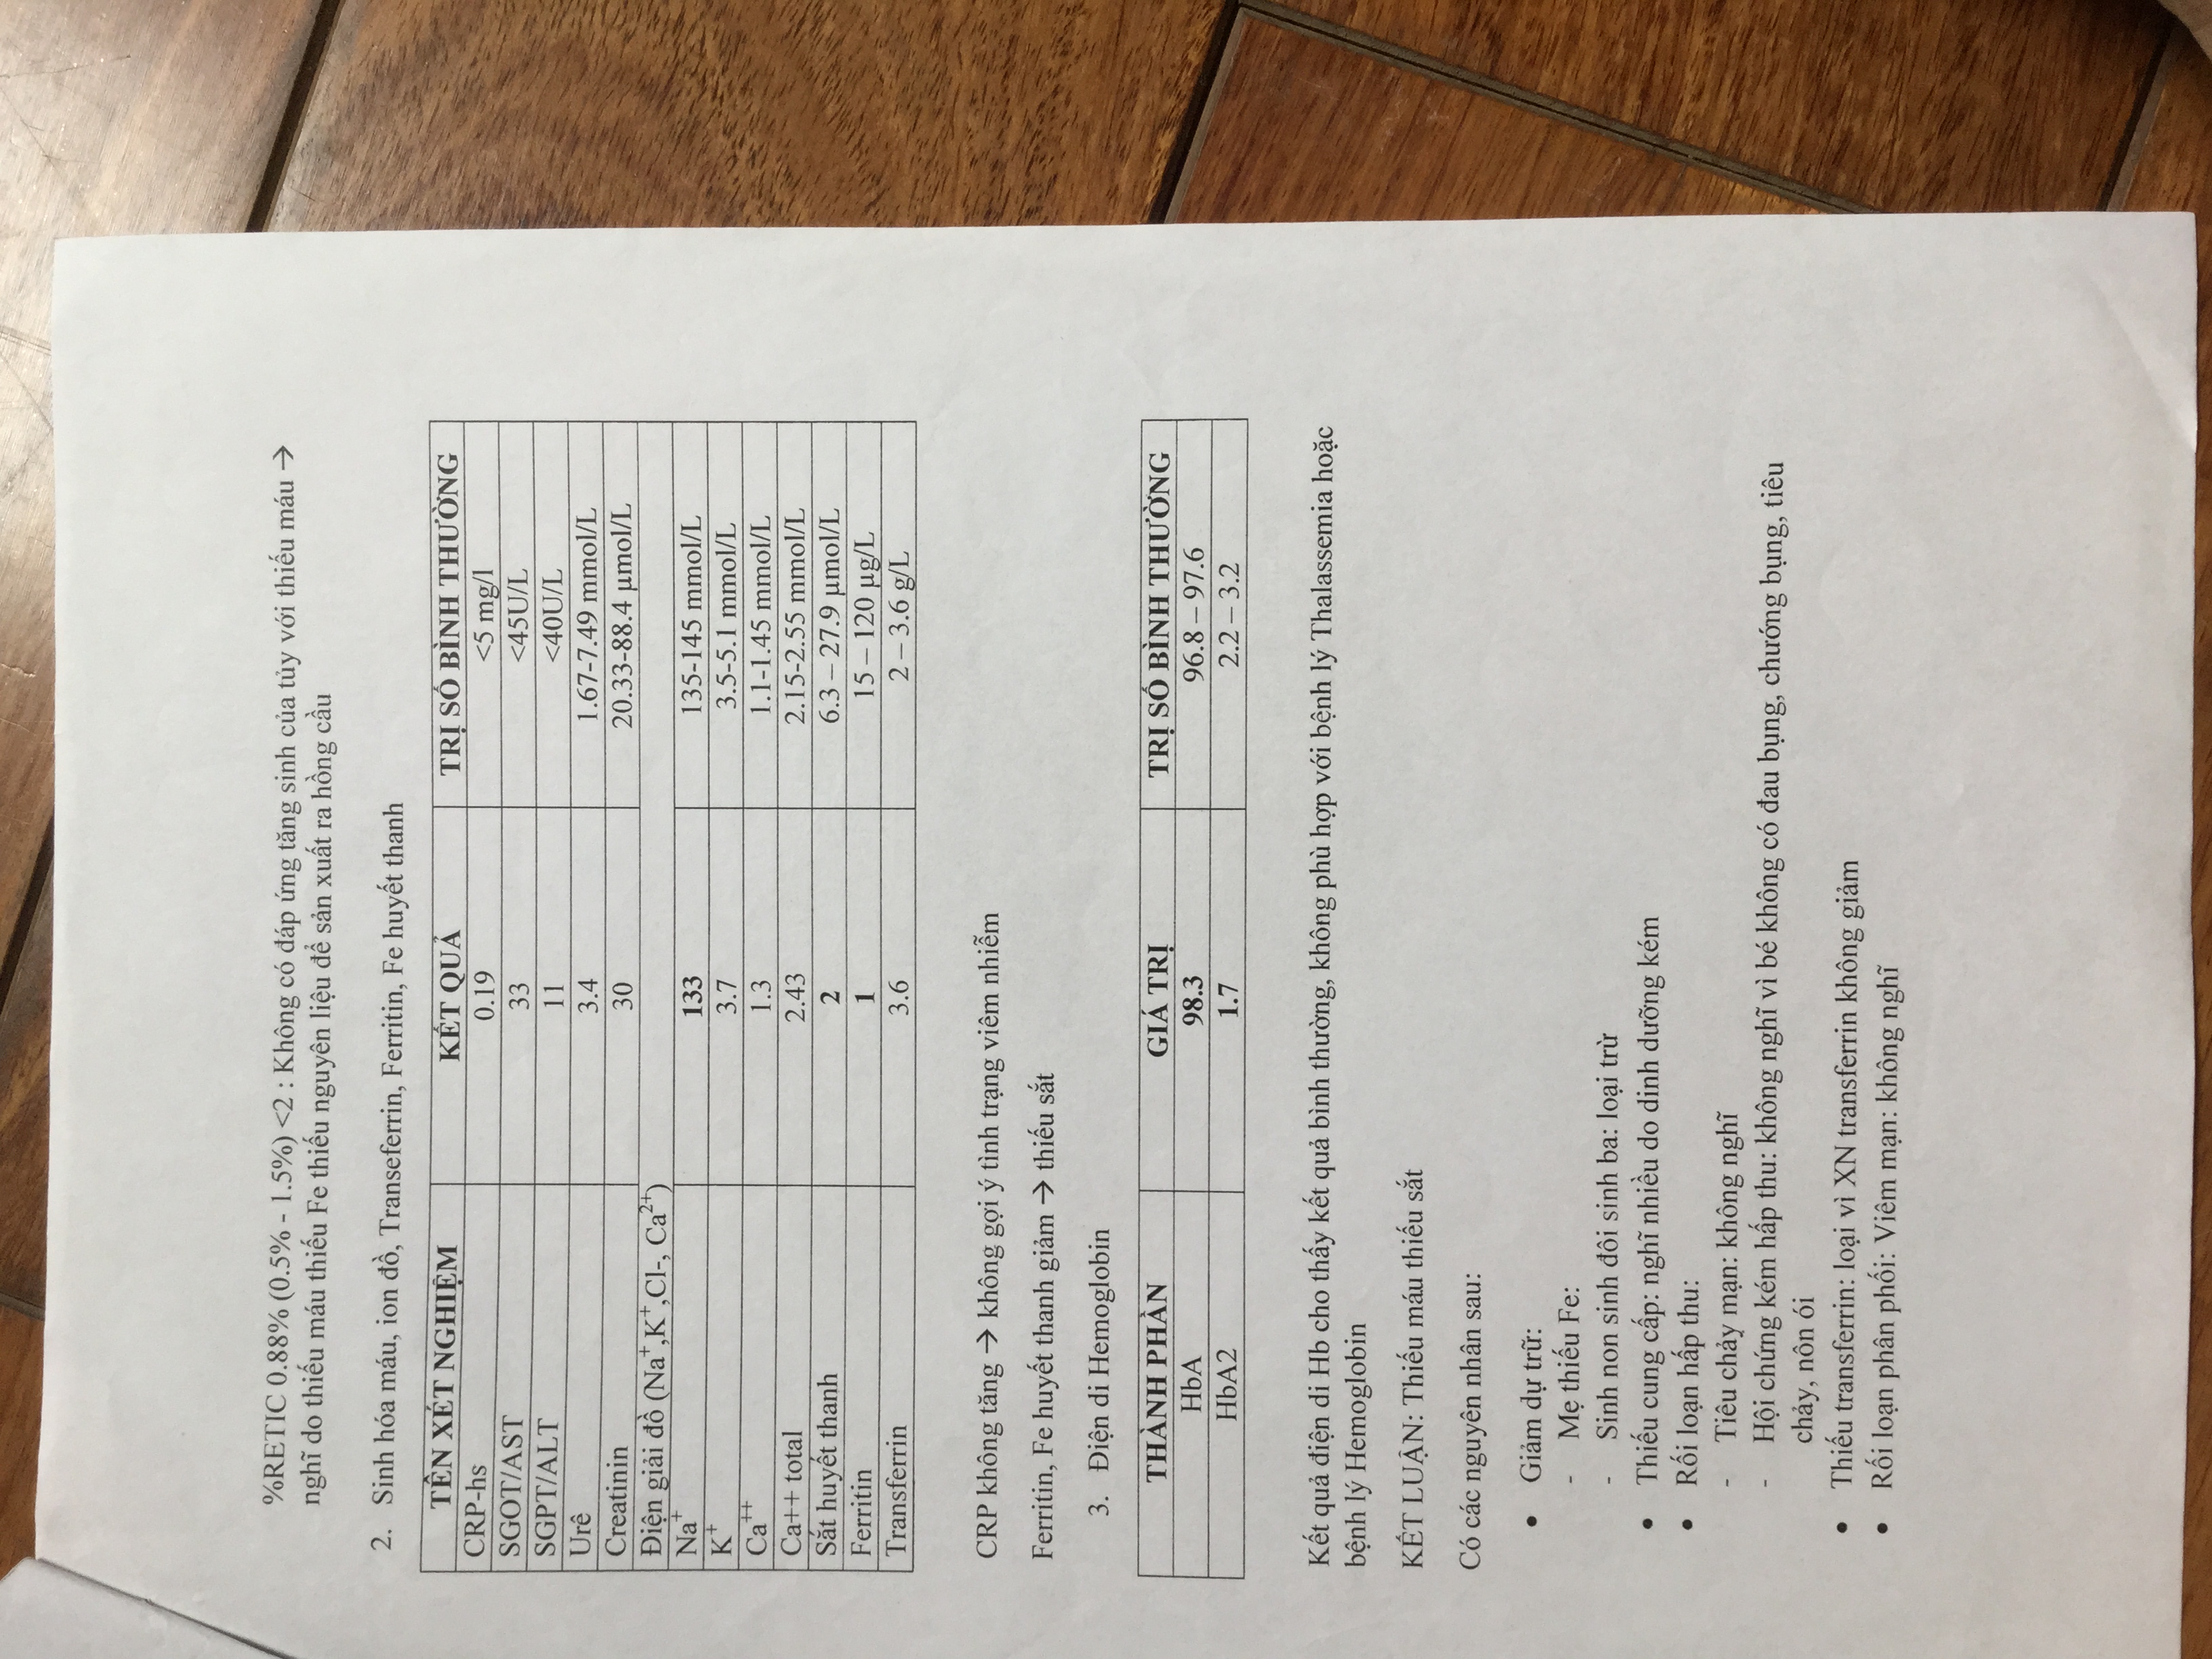 %RETIC 0.88% (0.5% - 1.5%) <2 : Không có đáp ứng tăng sinh của tủy với thiếu máu →
nghĩ do thiếu máu thiếu Fe thiếu nguyên liệu để sản xuất ra hồng cầu
2. Sinh hóa máu, ion đồ, Transeferrin, Ferritin, Fe huyết thanh
TÊN XÉT NGHIỆM KẾT QUẢ TRỊ SỐ BÌNH THƯỜNG
CRP-hs 0.19 <5 mg/l
SGOT/AST 33 <45U/L
SGPT/ALT 11 <40U/L
Urê 3.4 1.67-7.49 mmol/L
Creatinin 30 20.33-88.4 µmol/L
Điện giải đồ (Na⁺,K⁺,Cl-, Ca²⁺)
Na⁺ 133 135-145 mmol/L
K⁺ 3.7 3.5-5.1 mmol/L
Ca⁺⁺ 1.3 1.1-1.45 mmol/L
Ca++ total 2.43 2.15-2.55 mmol/L
Sắt huyết thanh 2 6.3 – 27.9 µmol/L
Ferritin 1 15 – 120 µg/L
Transferrin 3.6 2 – 3.6 g/L
CRP không tăng → không gợi ý tình trạng viêm nhiễm
Ferritin, Fe huyết thanh giảm → thiếu sắt
3. Điện di Hemoglobin
THÀNH PHẦN GIÁ TRỊ TRỊ SỐ BÌNH THƯỜNG
HbA 98.3 96.8 – 97.6
HbA2 1.7 2.2 – 3.2
Kết quả điện di Hb cho thấy kết quả bình thường, không phù hợp với bệnh lý Thalassemia hoặc
bệnh lý Hemoglobin
KẾT LUẬN: Thiếu máu thiếu sắt
Có các nguyên nhân sau:
• Giảm dự trữ:
- Mẹ thiếu Fe:
- Sinh non sinh đôi sinh ba: loại trừ
• Thiếu cung cấp: nghĩ nhiều do dinh dưỡng kém
• Rối loạn hấp thu:
- Tiêu chảy mạn: không nghĩ
- Hội chứng kém hấp thu: không nghĩ vì bé không có đau bụng, chướng bụng, tiêu
chảy, nôn ói
• Thiếu transferrin: loại vì XN transferrin không giảm
• Rối loạn phân phối: Viêm mạn: không nghĩ